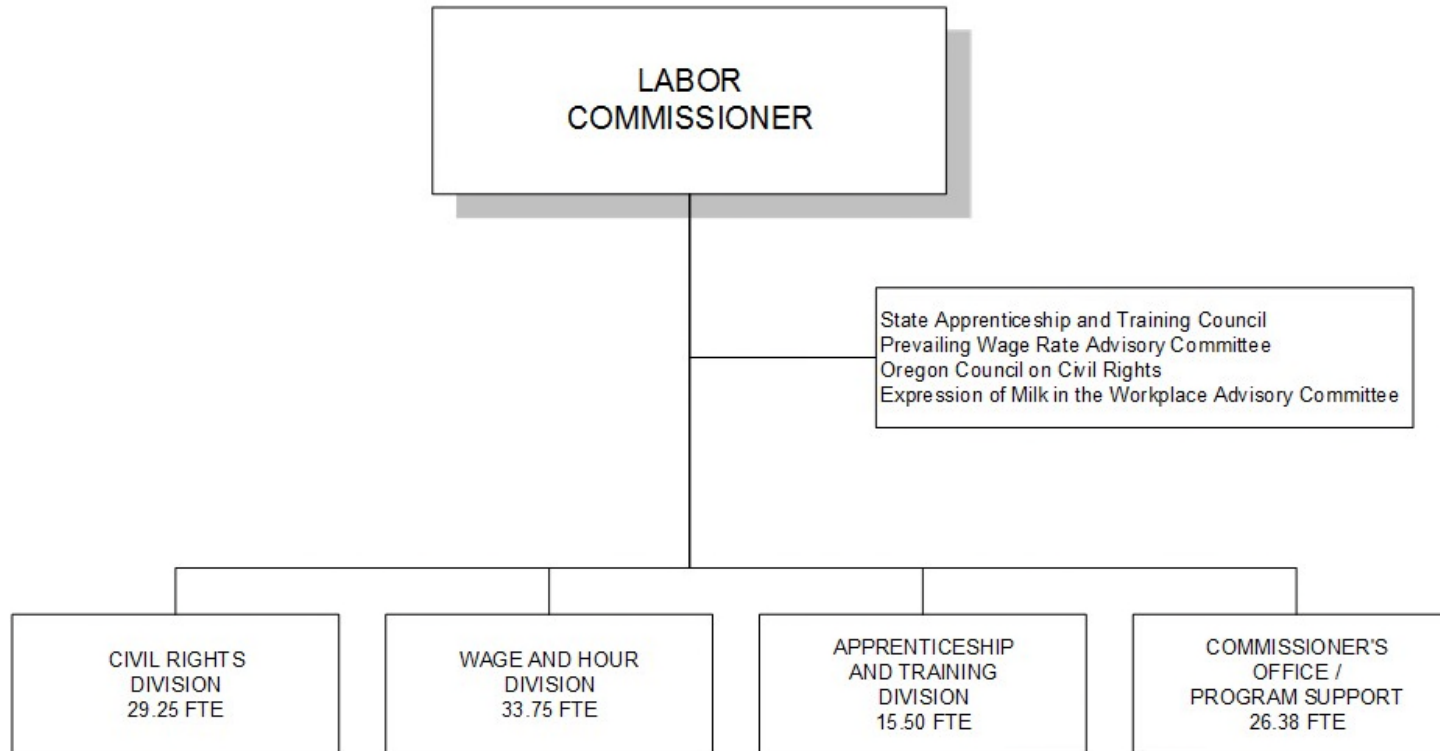 LABOR
COMMISSIONER
State Apprenticeship and Training Council
Prevailing Wage Rate Advisory Committee
Oregon Council on Civil Rights
Expression of Milk in the Workplace Advisory Committee
CIVIL RIGHTS
DIVISION
29.25 FTE
WAGE AND HOUR
DIVISION
33.75 FTE
APPRENTICESHIP
AND TRAINING
DIVISION
15.50 FTE
COMMISSIONER'S
OFFICE /
PROGRAM SUPPORT
26.38 FTE